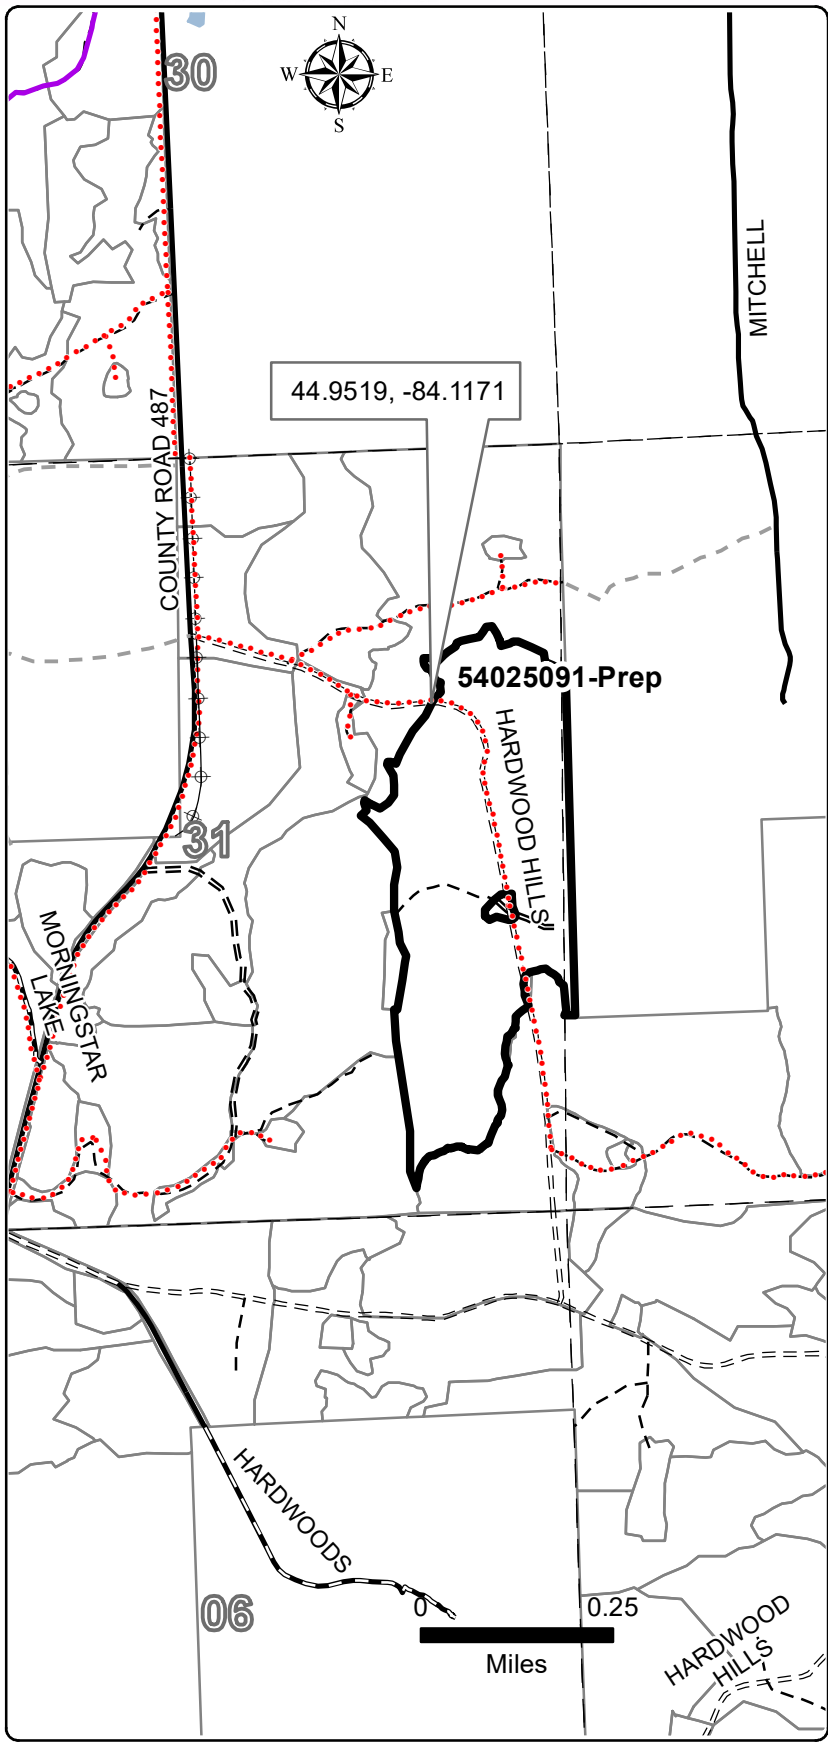 N
W E
S
30
MITCHELL
44.9519, -84.1171
COUNTY ROAD 487
54025091-Prep
HARDWOOD HILLS
31
MORNINGSTAR
LAKE
HARDWOODS
06
0 0.25
Miles
HARDWOOD
HILLS